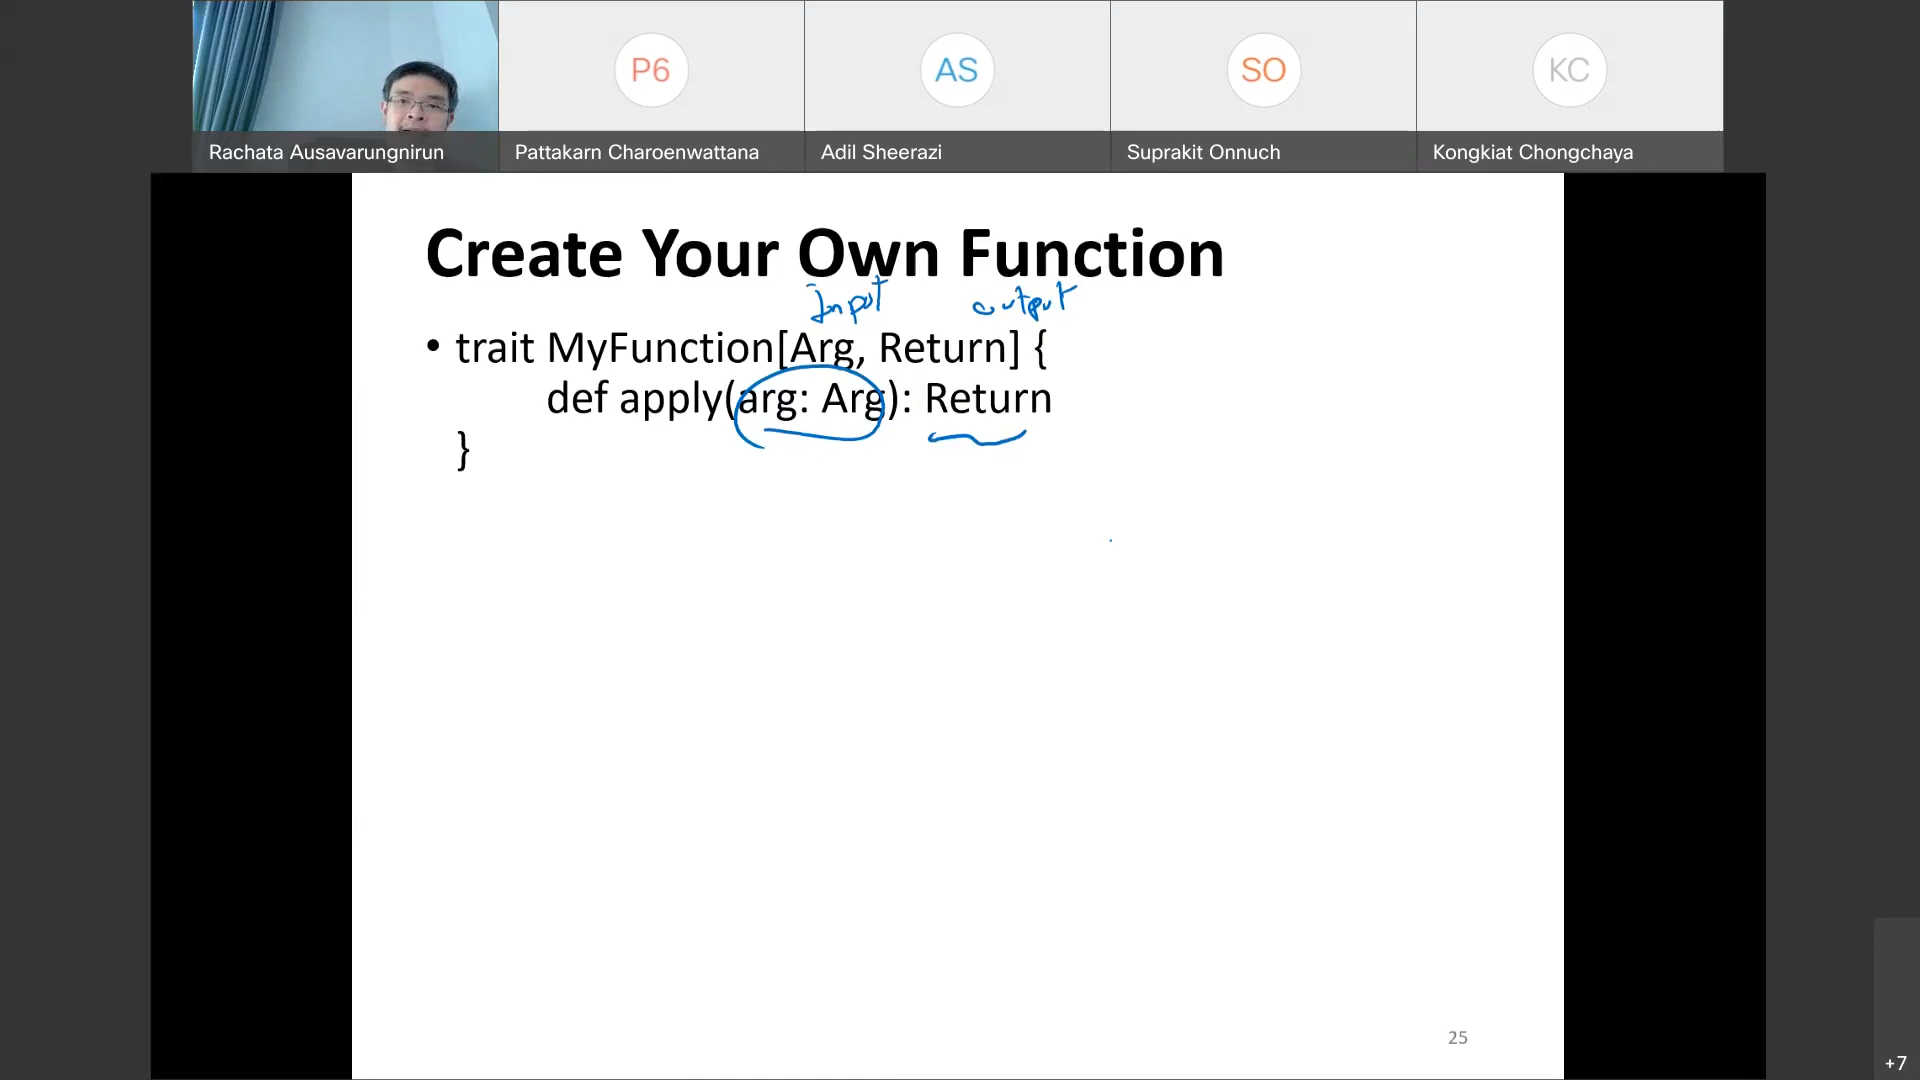 P6
AS
SO
KC
Rachata Ausavarungnirun
Pattakarn Charoenwattana
Adil Sheerazi
Suprakit Onnuch
Kongkiat Chongchaya
Create Your Own Function
Input output
• trait MyFunction[Arg, Return] {
def apply(arg: Arg): Return
}
25
+7